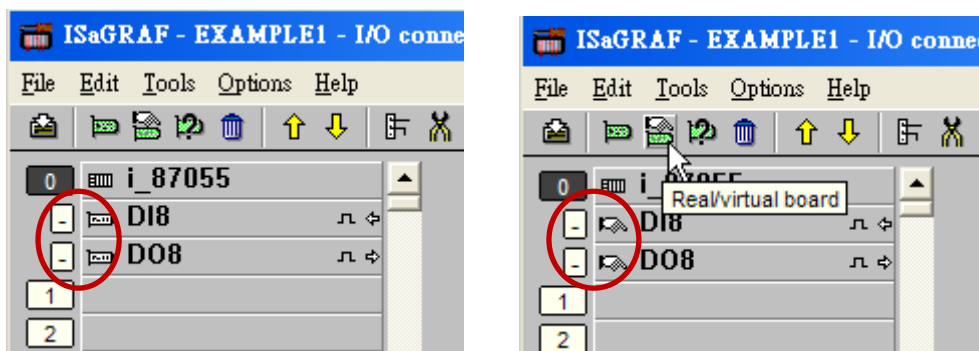 ISaGRAF - EXAMPLE1 - I/O conne
File Edit Tools Options Help
0 i_87055
- DI8
- DO8
1
2
ISaGRAF - EXAMPLE1 - I/O conne
File Edit Tools Options Help
0
Real/virtual board
- DI8
- DO8
1
2